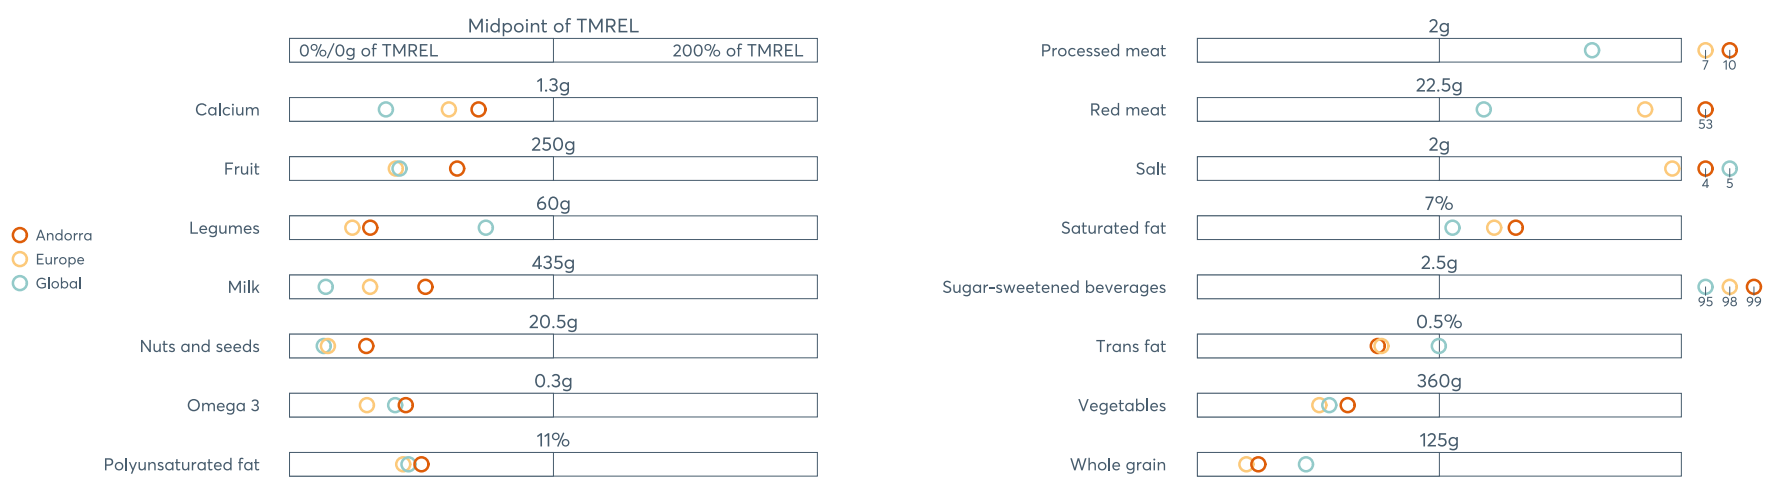 Midpoint of TMREL
0%/0g of TMREL 200% of TMREL
1.3g
Calcium
250g
Fruit
60g
Legumes
435g
Milk
20.5g
Nuts and seeds
0.3g
Omega 3
11%
Polyunsaturated fat
Andorra
Europe
Global
2g
Processed meat
7 10
22.5g
Red meat
53
2g
Salt
4 5
7%
Saturated fat
2.5g
Sugar-sweetened beverages
95 98 99
0.5%
Trans fat
360g
Vegetables
125g
Whole grain